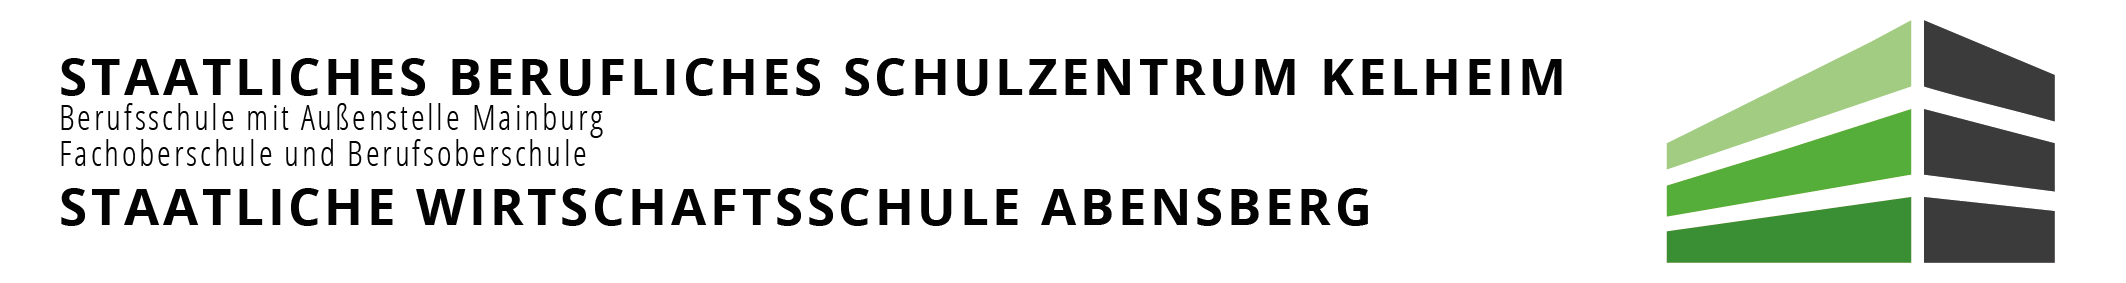 STAATLICHES BERUFLICHES SCHULZENTRUM KELHEIM
Berufsschule mit Außenstelle Mainburg
Fachoberschule und Berufsoberschule
STAATLICHE WIRTSCHAFTSSCHULE ABENSBERG